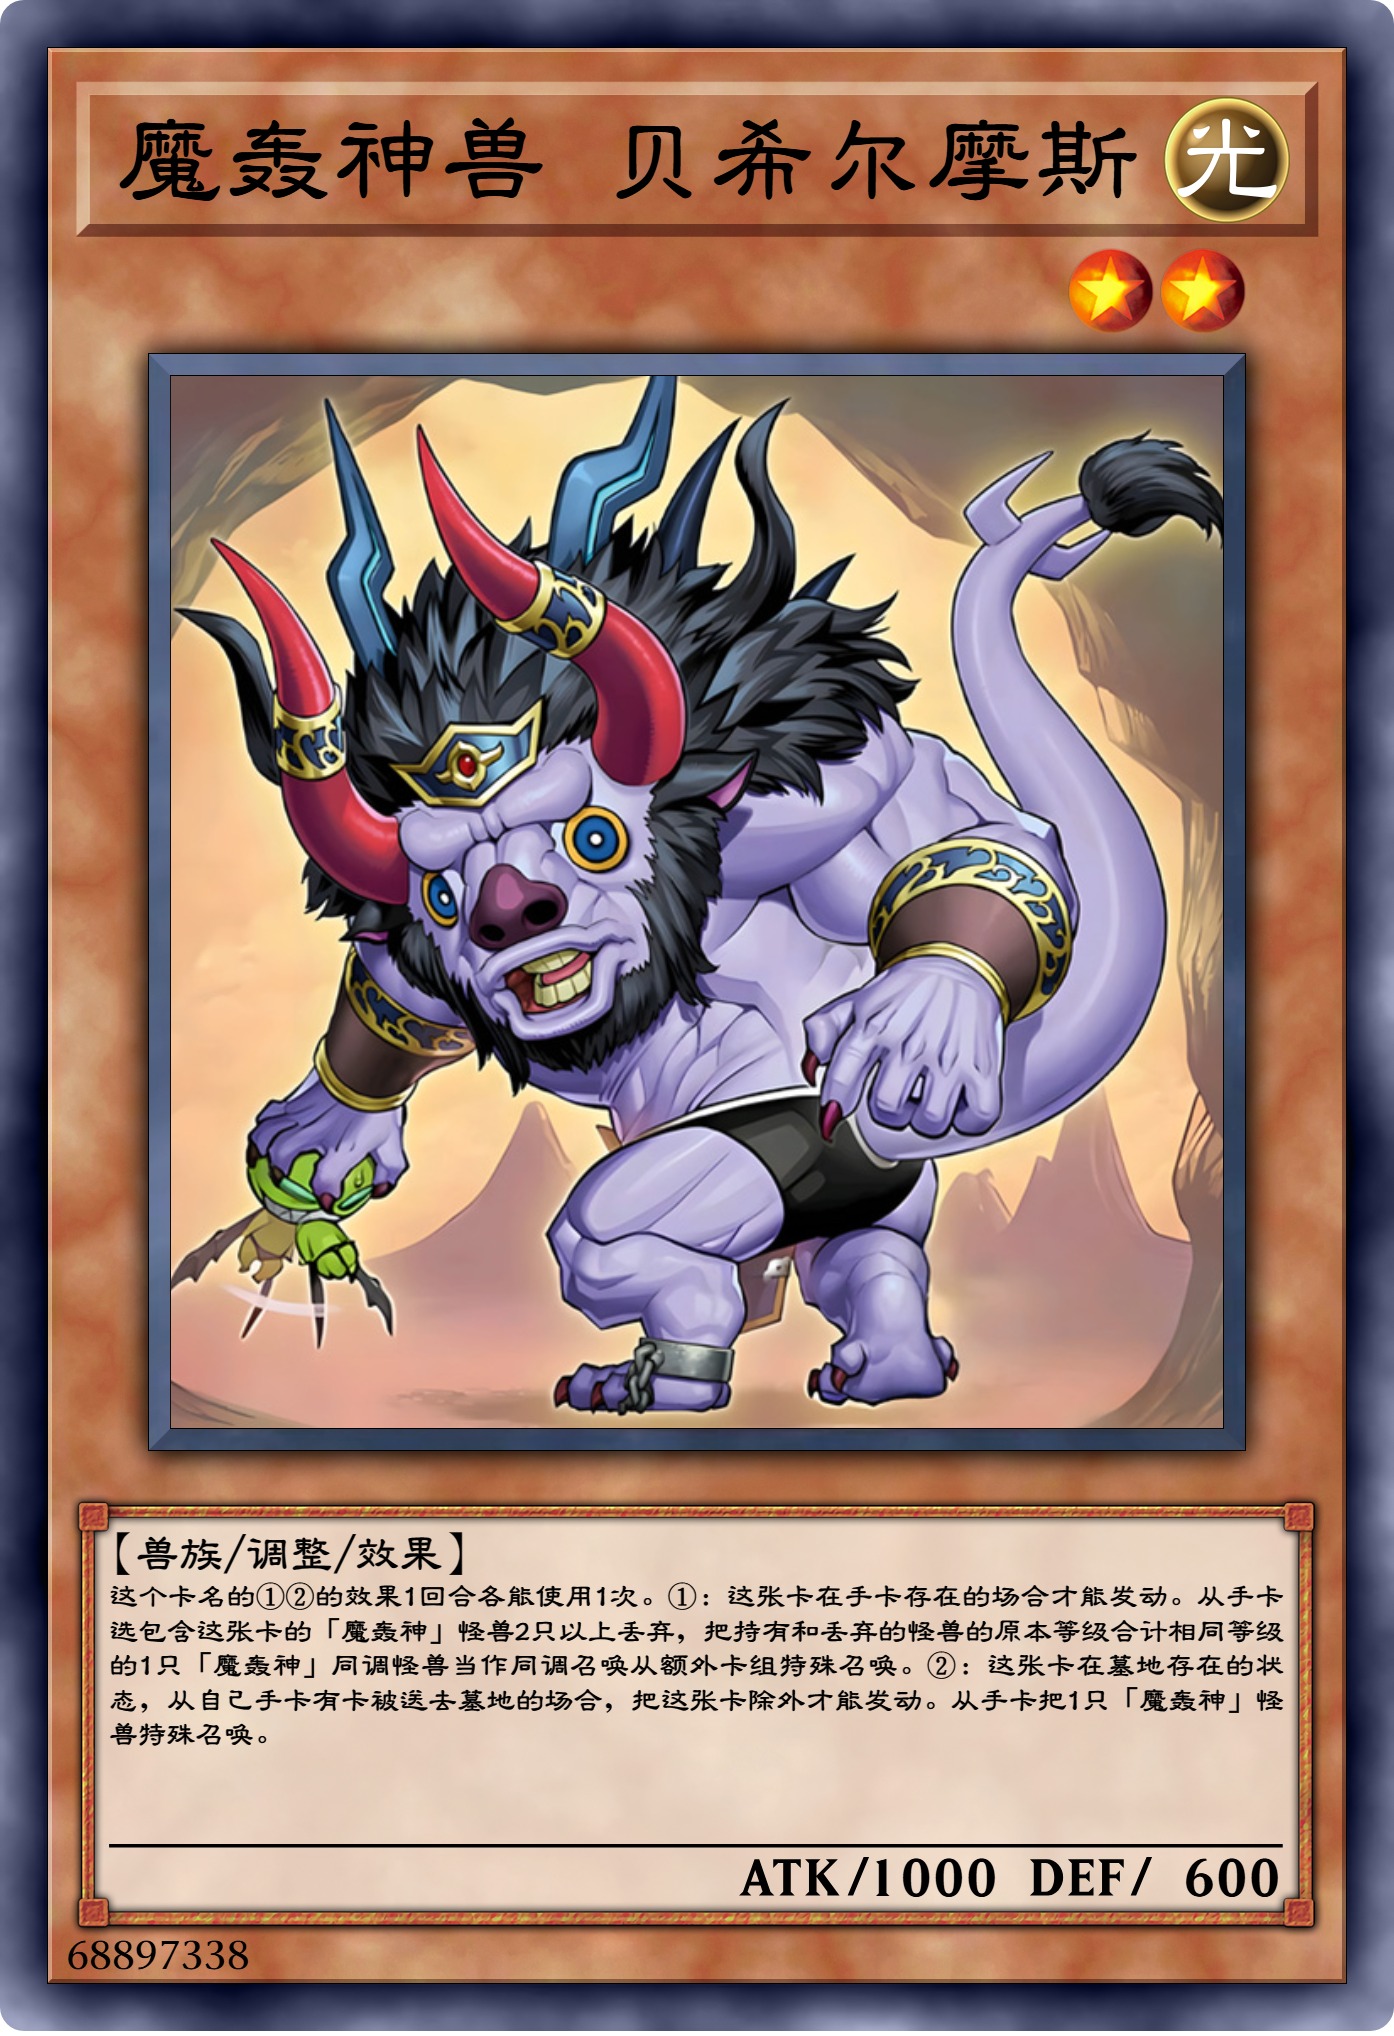 魔轰神兽 贝希尔摩斯 光
【兽族/调整/效果】
这个卡名的①②的效果1回合各能使用1次。①：这张卡在手卡存在的场合才能发动。从手卡
选包含这张卡的「魔轰神」怪兽2只以上丢弃，把持有和丢弃的怪兽的原本等级合计相同等级
的1只「魔轰神」同调怪兽当作同调召唤从额外卡组特殊召唤。②：这张卡在墓地存在的状
态，从自己手卡有卡被送去墓地的场合，把这张卡除外才能发动。从手卡把1只「魔轰神」怪
兽特殊召唤。
ATK/1000 DEF/ 600
68897338